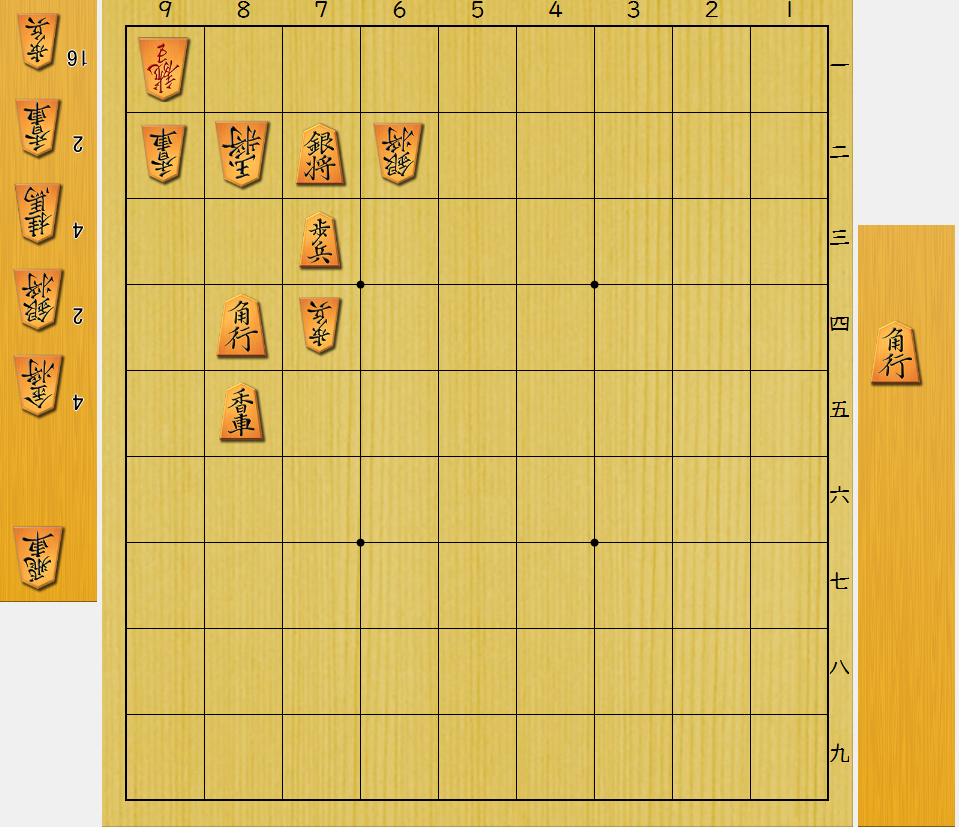 9 8 7 6 5 4 3 2 1
歩兵 16
香車 2
桂馬 4
銀将 2
金将 4
飛車
龍王 一
香車 玉将 銀将 銀将 二
歩兵 三
角行 歩兵 四
香車 五
六
七
八
九
角行